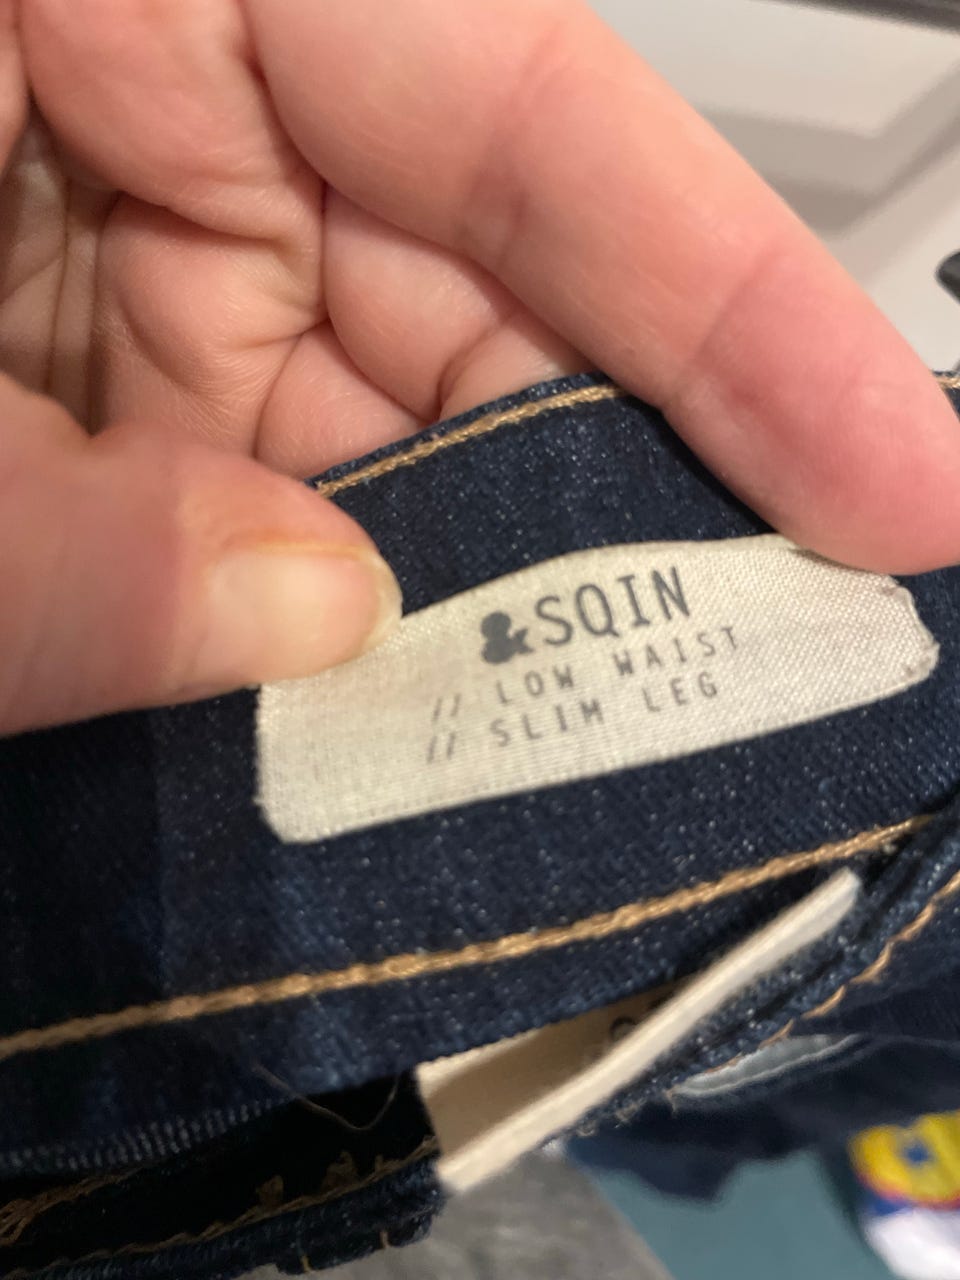 &SQIN
// LOW WAIST
// SLIM LEG